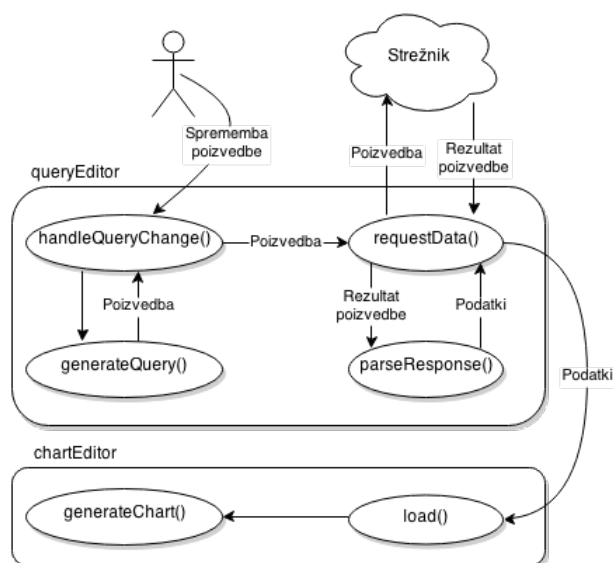 Strežnik
Sprememba
poizvedbe
Poizvedba
Rezultat
poizvedbe
queryEditor
handleQueryChange()
Poizvedba
requestData()
Poizvedba
Rezultat
poizvedbe
Podatki
generateQuery()
parseResponse()
Podatki
chartEditor
generateChart()
load()